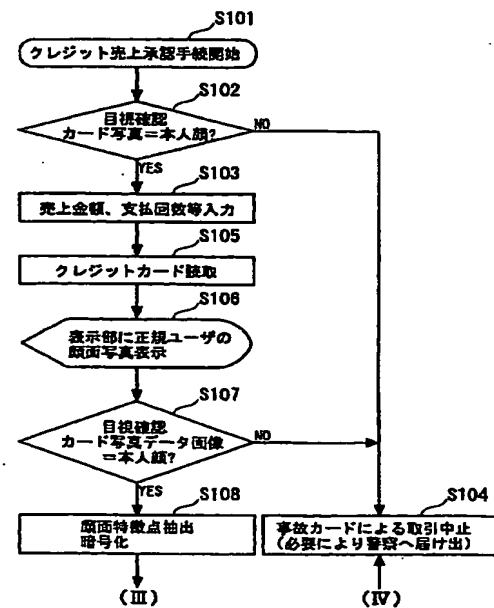 S101
クレジット売上承認手続開始
S102
目視確認
カード写真=本人顔?
NO
YES
S103
売上金額、支払回数等入力
S105
クレジットカード読取
S106
表示部に正規ユーザの
顔面写真表示
S107
目視確認
カード写真データ画像
=本人顔?
NO
YES
S108
顔面特徴点抽出
暗号化
S104
事故カードによる取引中止
(必要により警察へ届け出)
(III)
(IV)